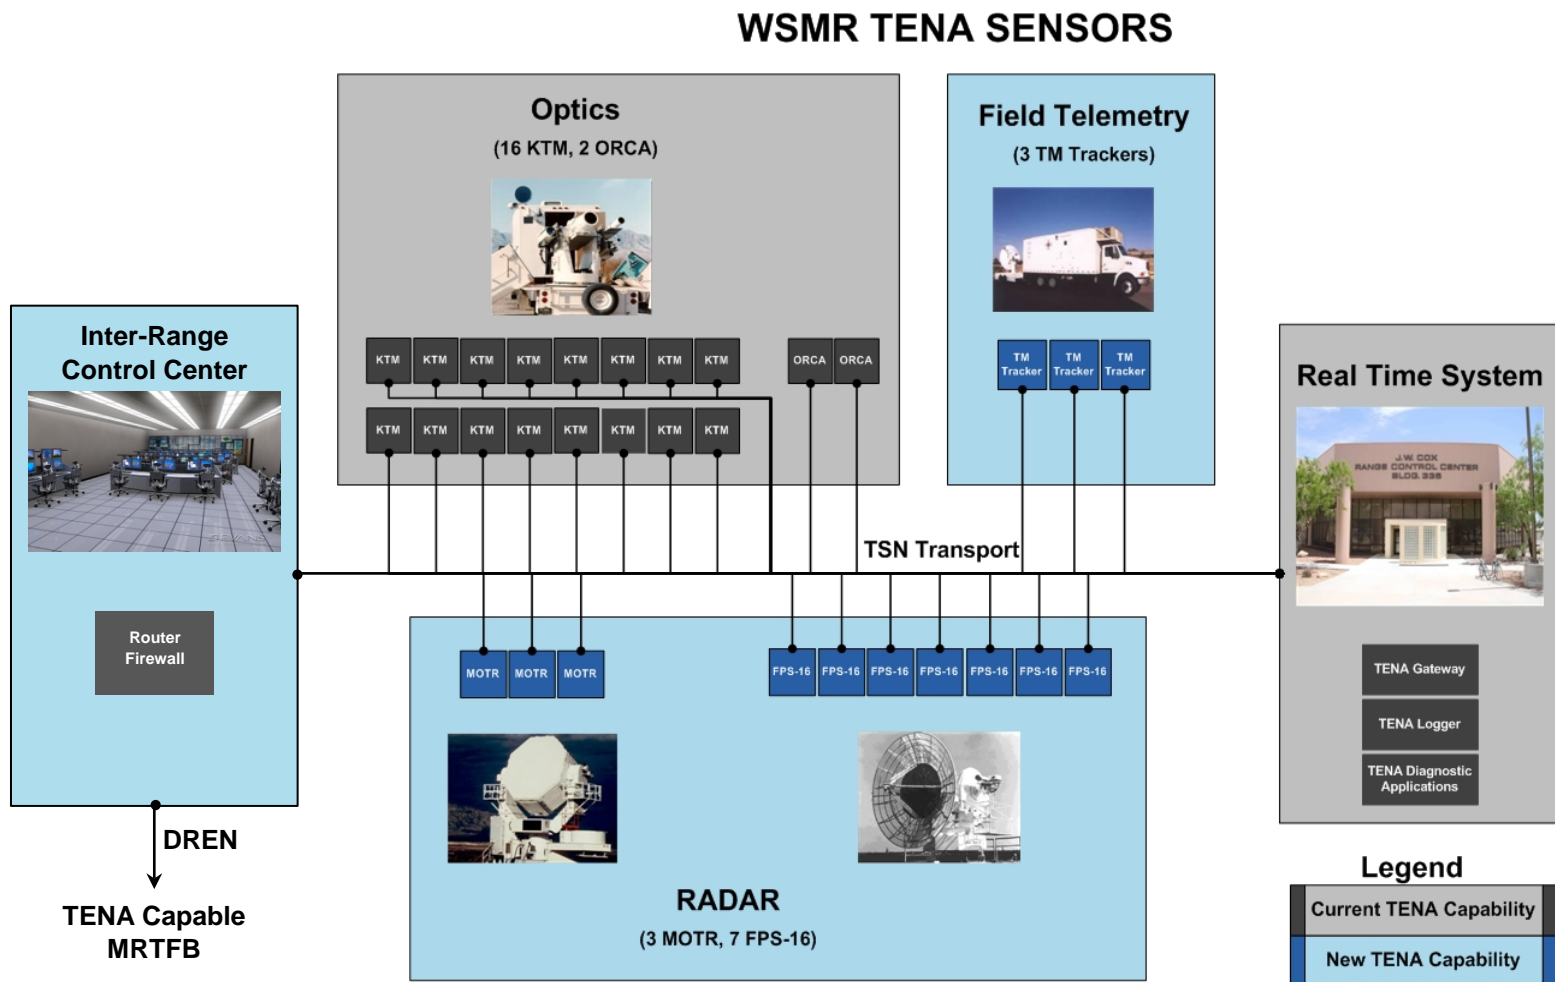 WSMR TENA SENSORS
Optics
(16 KTM, 2 ORCA)
KTM KTM KTM KTM KTM KTM KTM KTM
ORCA ORCA
KTM KTM KTM KTM KTM KTM KTM KTM
Field Telemetry
(3 TM Trackers)
TM Tracker
TM Tracker
TM Tracker
Inter-Range
Control Center
Router
Firewall
DREN
TENA Capable
MRTFB
TSN Transport
MOTR MOTR MOTR
FPS-16 FPS-16 FPS-16 FPS-16 FPS-16 FPS-16 FPS-16
RADAR
(3 MOTR, 7 FPS-16)
Real Time System
J.W. COX
RANGE CONTROL CENTER
BLDG. 335
TENA Gateway
TENA Logger
TENA Diagnostic
Applications
Legend
Current TENA Capability
New TENA Capability